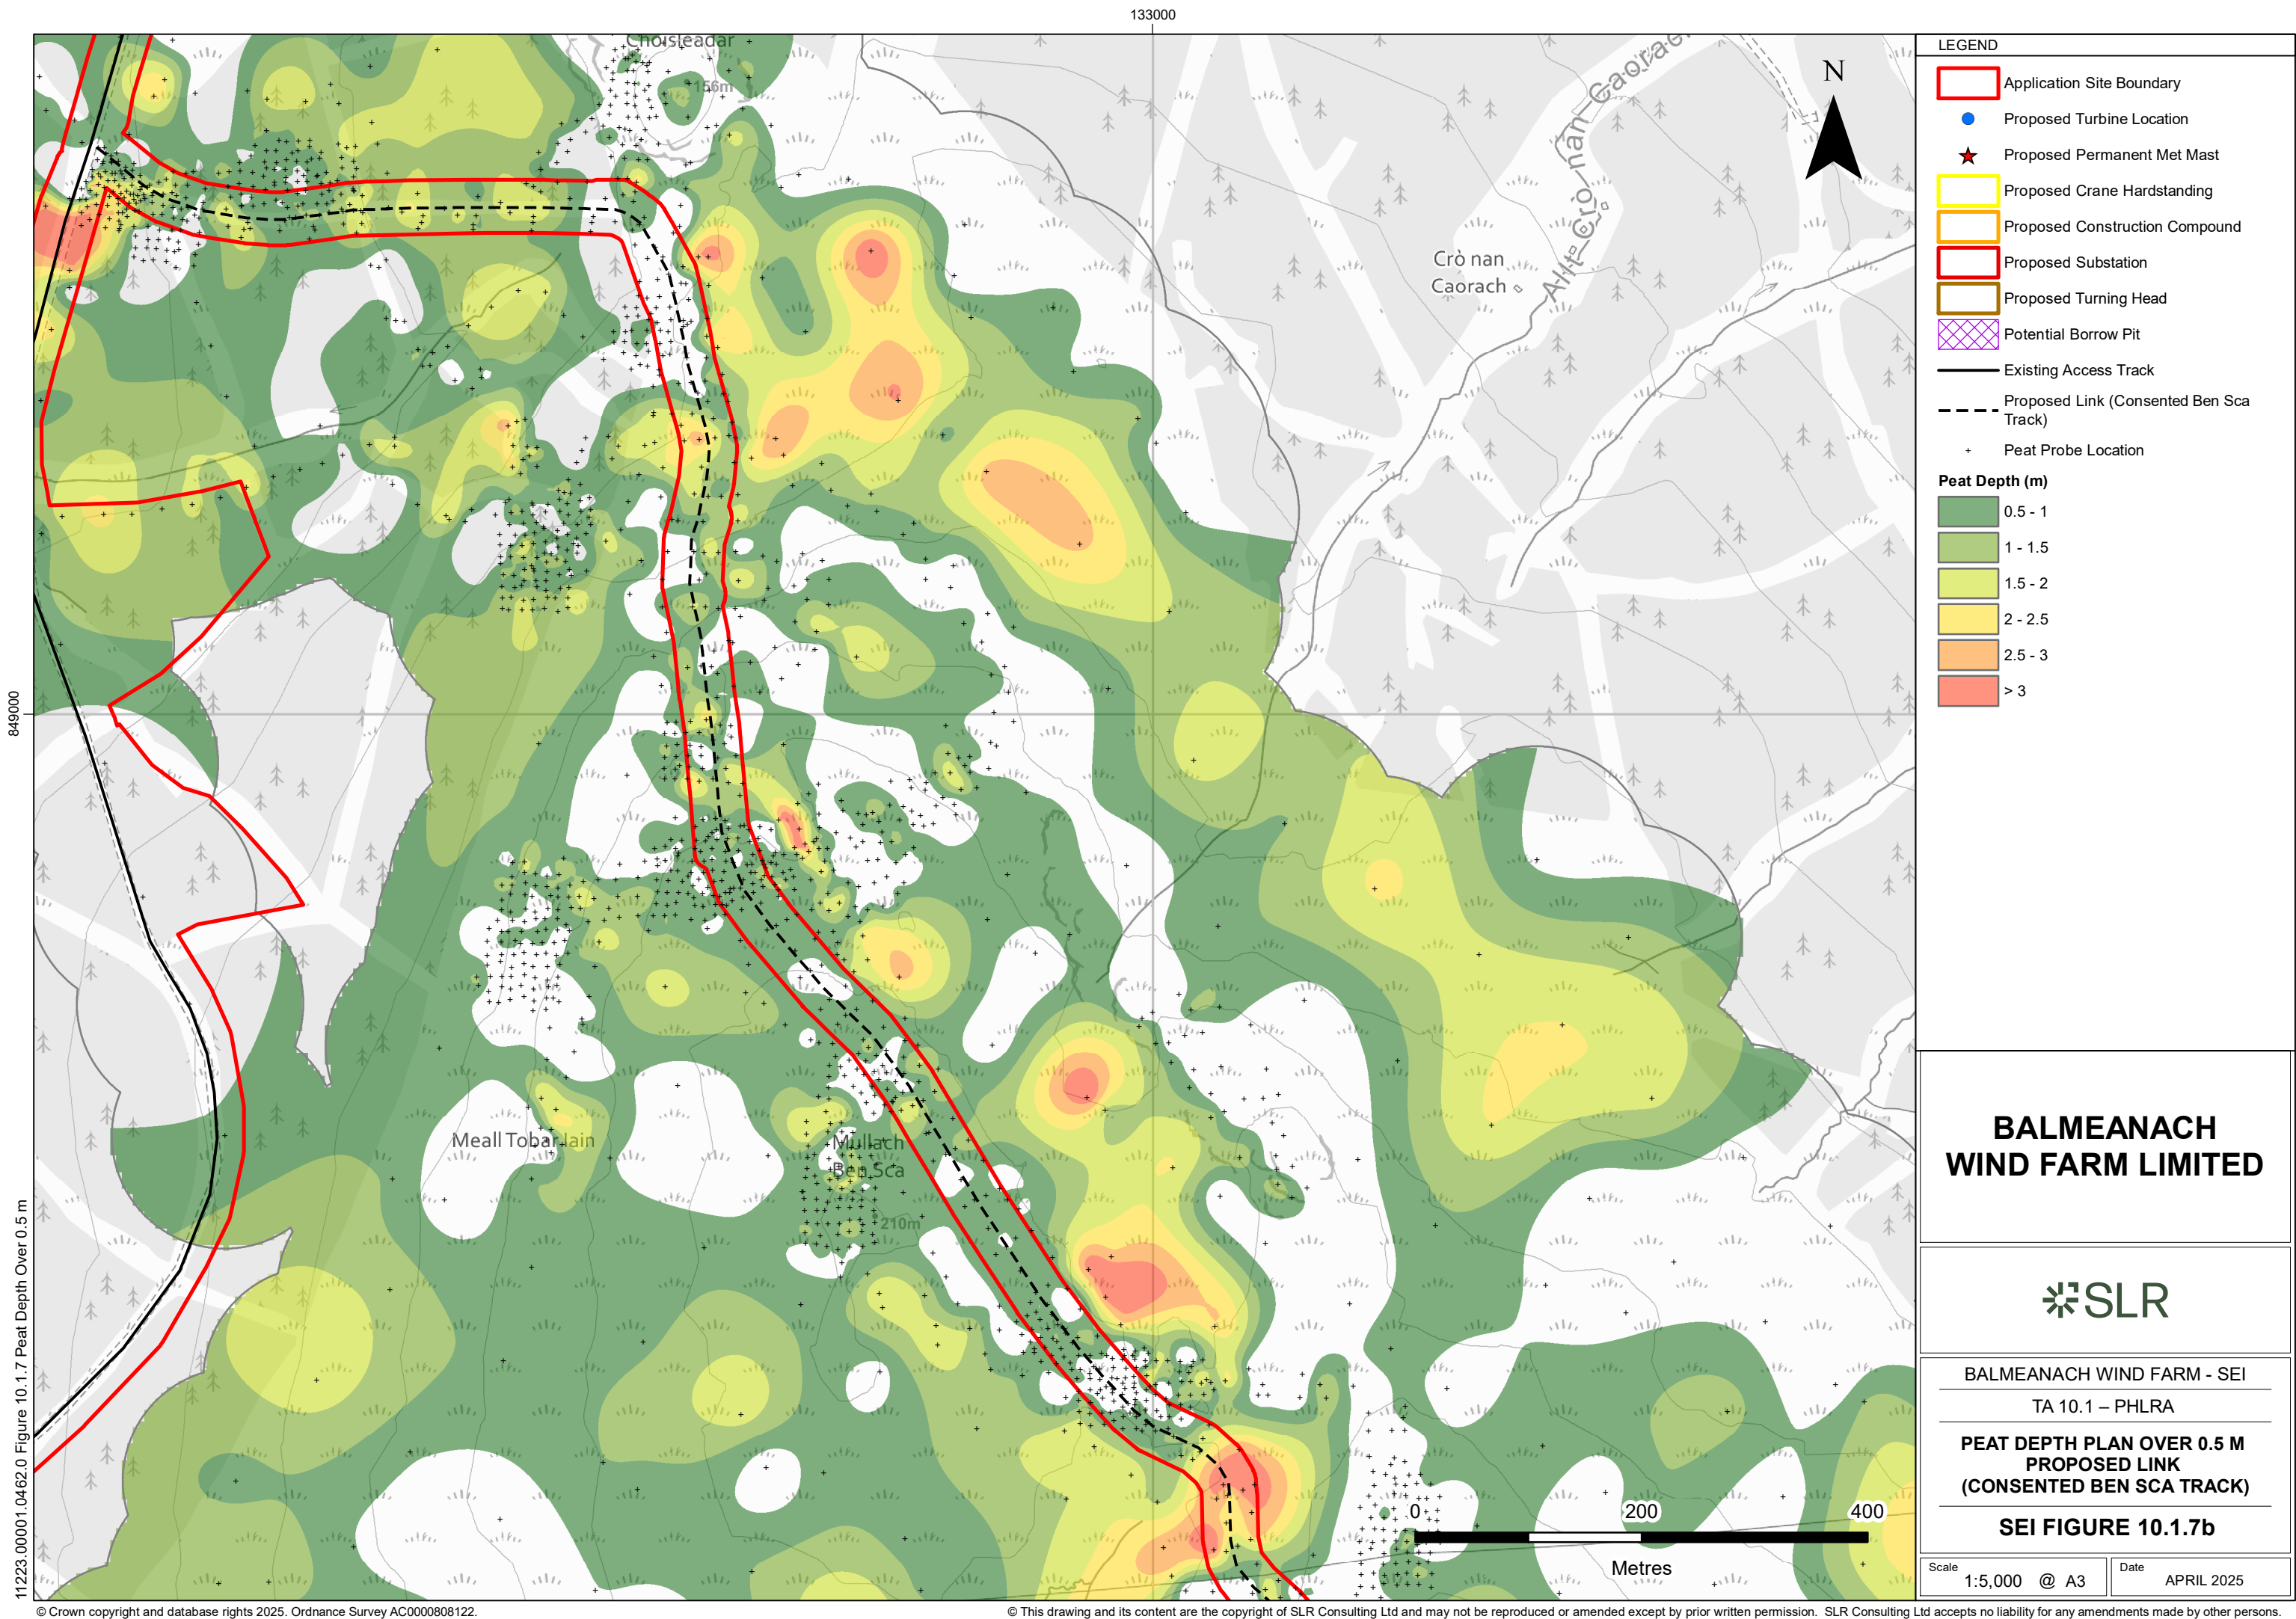 133000
849000
Choisleadar
156m
Allt Crò nan Caorach
Crò nan
Caorach
Meall Tobar Iain
Mullach
Ben Sca
210m
N
0
200
400
Metres
LEGEND
Application Site Boundary
Proposed Turbine Location
Proposed Permanent Met Mast
Proposed Crane Hardstanding
Proposed Construction Compound
Proposed Substation
Proposed Turning Head
Potential Borrow Pit
Existing Access Track
Proposed Link (Consented Ben Sca
Track)
Peat Probe Location
Peat Depth (m)
0.5 - 1
1 - 1.5
1.5 - 2
2 - 2.5
2.5 - 3
> 3
BALMEANACH
WIND FARM LIMITED
SLR
BALMEANACH WIND FARM - SEI
TA 10.1 – PHLRA
PEAT DEPTH PLAN OVER 0.5 M
PROPOSED LINK
(CONSENTED BEN SCA TRACK)
SEI FIGURE 10.1.7b
Scale
1:5,000 @ A3
Date
APRIL 2025
112223.00001.0462.0 Figure 10.1.7 Peat Depth Over 0.5 m
© Crown copyright and database rights 2025. Ordnance Survey AC0000808122.
© This drawing and its content are the copyright of SLR Consulting Ltd and may not be reproduced or amended except by prior written permission. SLR Consulting Ltd accepts no liability for any amendments made by other persons.